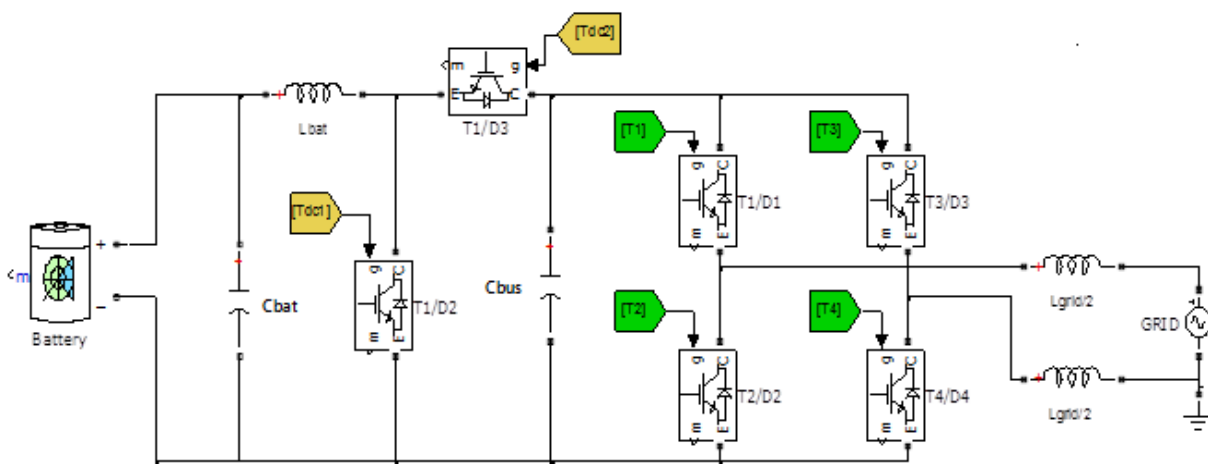 [Tdc2]
m
g
E
C
T1/D3
Lbat
[T1]
[T3]
g
C
m
E
T1/D1
g
C
m
E
T3/D3
[Tdc1]
+
m
−
Battery
+
Cbat
g
C
m
E
T1/D2
+
Cbus
+
Lgrid/2
GRID
[T2]
[T4]
g
C
m
E
T2/D2
g
C
m
E
T4/D4
+
Lgrid/2
+